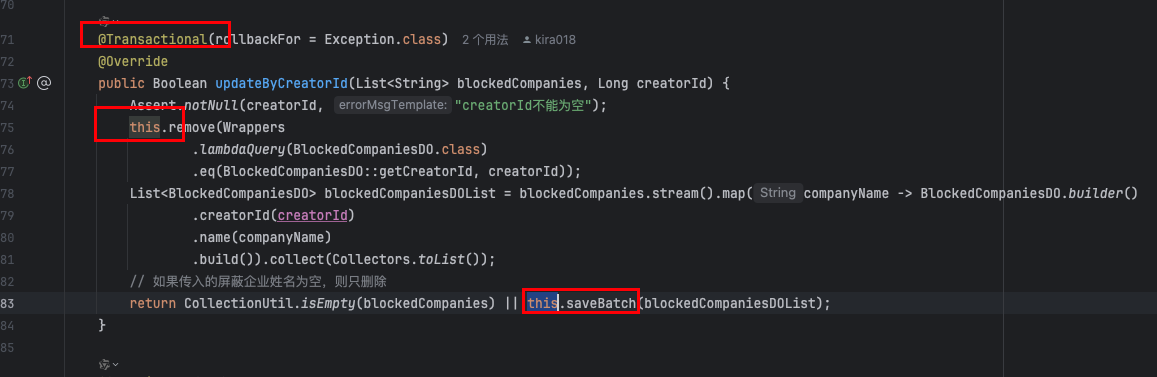 70
71 @Transactional(rollbackFor = Exception.class) 2 个用法 kira018
72 @Override
73 public Boolean updateByCreatorId(List<String> blockedCompanies, Long creatorId) {
74 Assert.notNull(creatorId, errorMsgTemplate: "creatorId不能为空");
75 this.remove(Wrappers
76 .lambdaQuery(BlockedCompaniesDO.class)
77 .eq(BlockedCompaniesDO::getCreatorId, creatorId));
78 List<BlockedCompaniesDO> blockedCompaniesDOList = blockedCompanies.stream().map( String companyName -> BlockedCompaniesDO.builder()
79 .creatorId(creatorId)
80 .name(companyName)
81 .build()).collect(Collectors.toList());
82 // 如果传入的屏蔽企业姓名为空，则只删除
83 return CollectionUtil.isEmpty(blockedCompanies) || this.saveBatch(blockedCompaniesDOList);
84 }
85